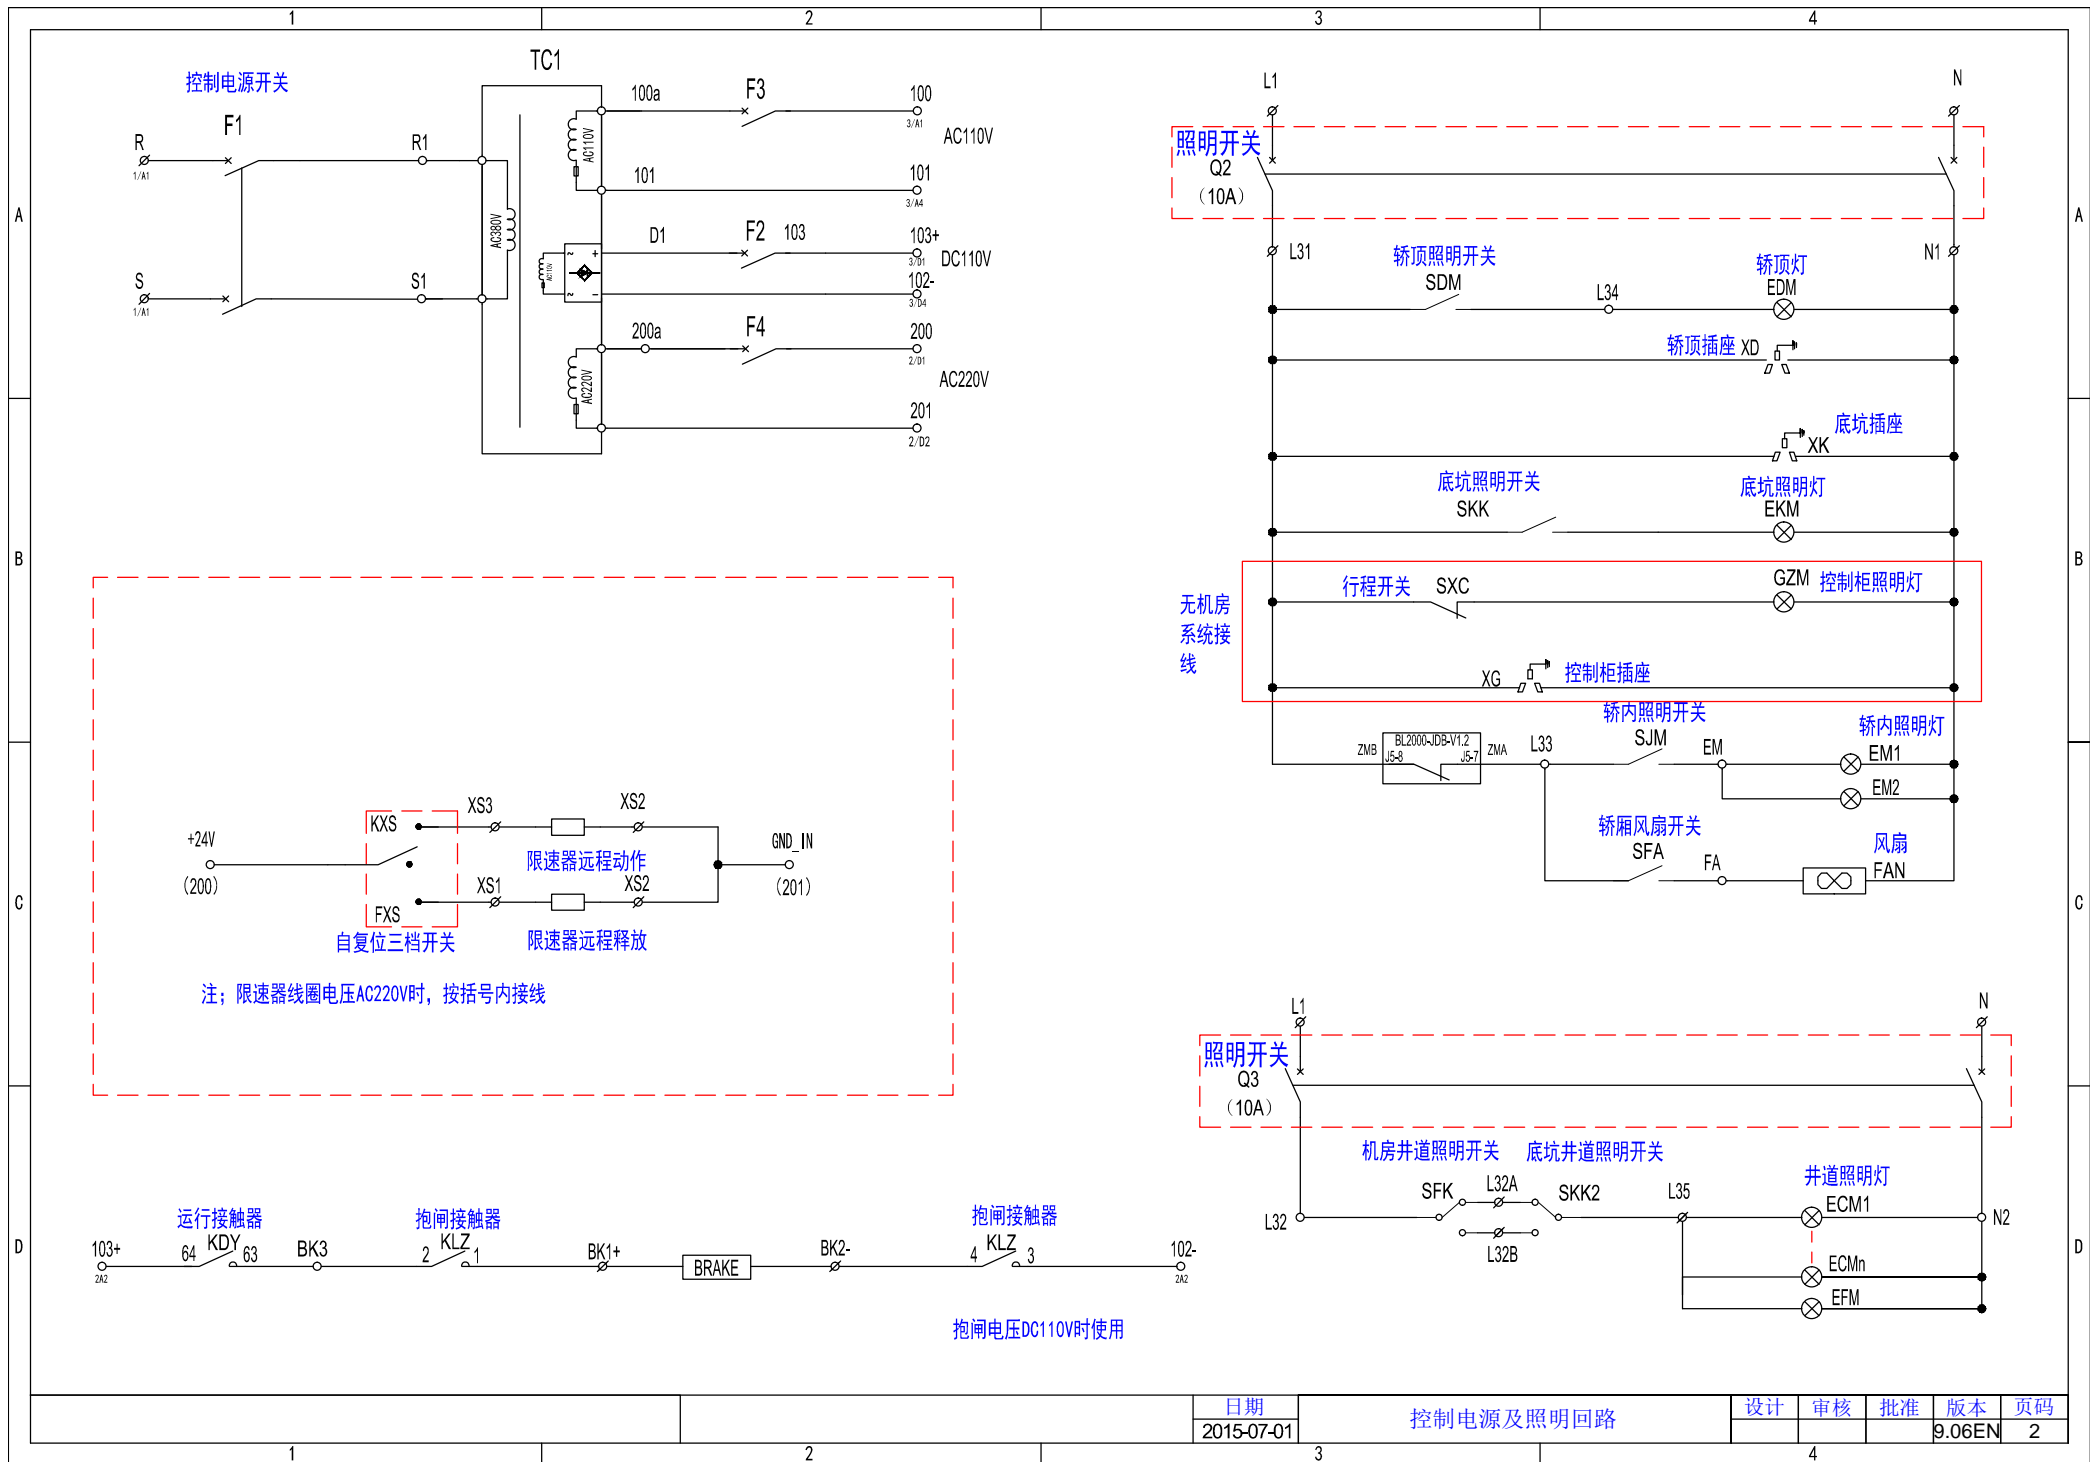 1
2
3
4
A
B
C
D
A
B
C
D
控制电源开关
F1
R
1/A1
R1
S
1/A1
S1
TC1
AC380V
AC110V
AC110V
AC220V
~
+
~
-
100a
F3
100
3/A1
AC110V
101
101
3/A4
D1
F2
103
103+
3/D1
DC110V
102-
3/D4
200a
F4
200
2/D1
AC220V
201
2/D2
L1
N
照明开关
Q2
（10A）
L31
N1
轿顶照明开关
SDM
L34
轿顶灯
EDM
轿顶插座 XD
底坑插座
XK
底坑照明开关
SKK
底坑照明灯
EKM
无机房
系统接
线
行程开关
SXC
GZM
控制柜照明灯
XG
控制柜插座
ZMB
BL2000-JDB-V1.2
J5-8
J5-7
ZMA
L33
轿内照明开关
SJM
EM
轿内照明灯
EM1
EM2
轿厢风扇开关
SFA
FA
风扇
FAN
+24V
（200）
KXS
FXS
自复位三档开关
XS3
XS2
限速器远程动作
XS1
XS2
限速器远程释放
GND_IN
（201）
注；限速器线圈电压AC220V时，按括号内接线
L1
N
照明开关
Q3
（10A）
机房井道照明开关
底坑井道照明开关
L32
SFK
L32A
L32B
SKK2
L35
井道照明灯
ECM1
N2
ECMn
EFM
103+
2A2
运行接触器
64
KDY
63
BK3
抱闸接触器
2
KLZ
1
BK1+
BRAKE
BK2-
抱闸接触器
4
KLZ
3
102-
2A2
抱闸电压DC110V时使用
日期
2015-07-01
控制电源及照明回路
设计
审核
批准
版本
9.06EN
页码
2
1
2
3
4